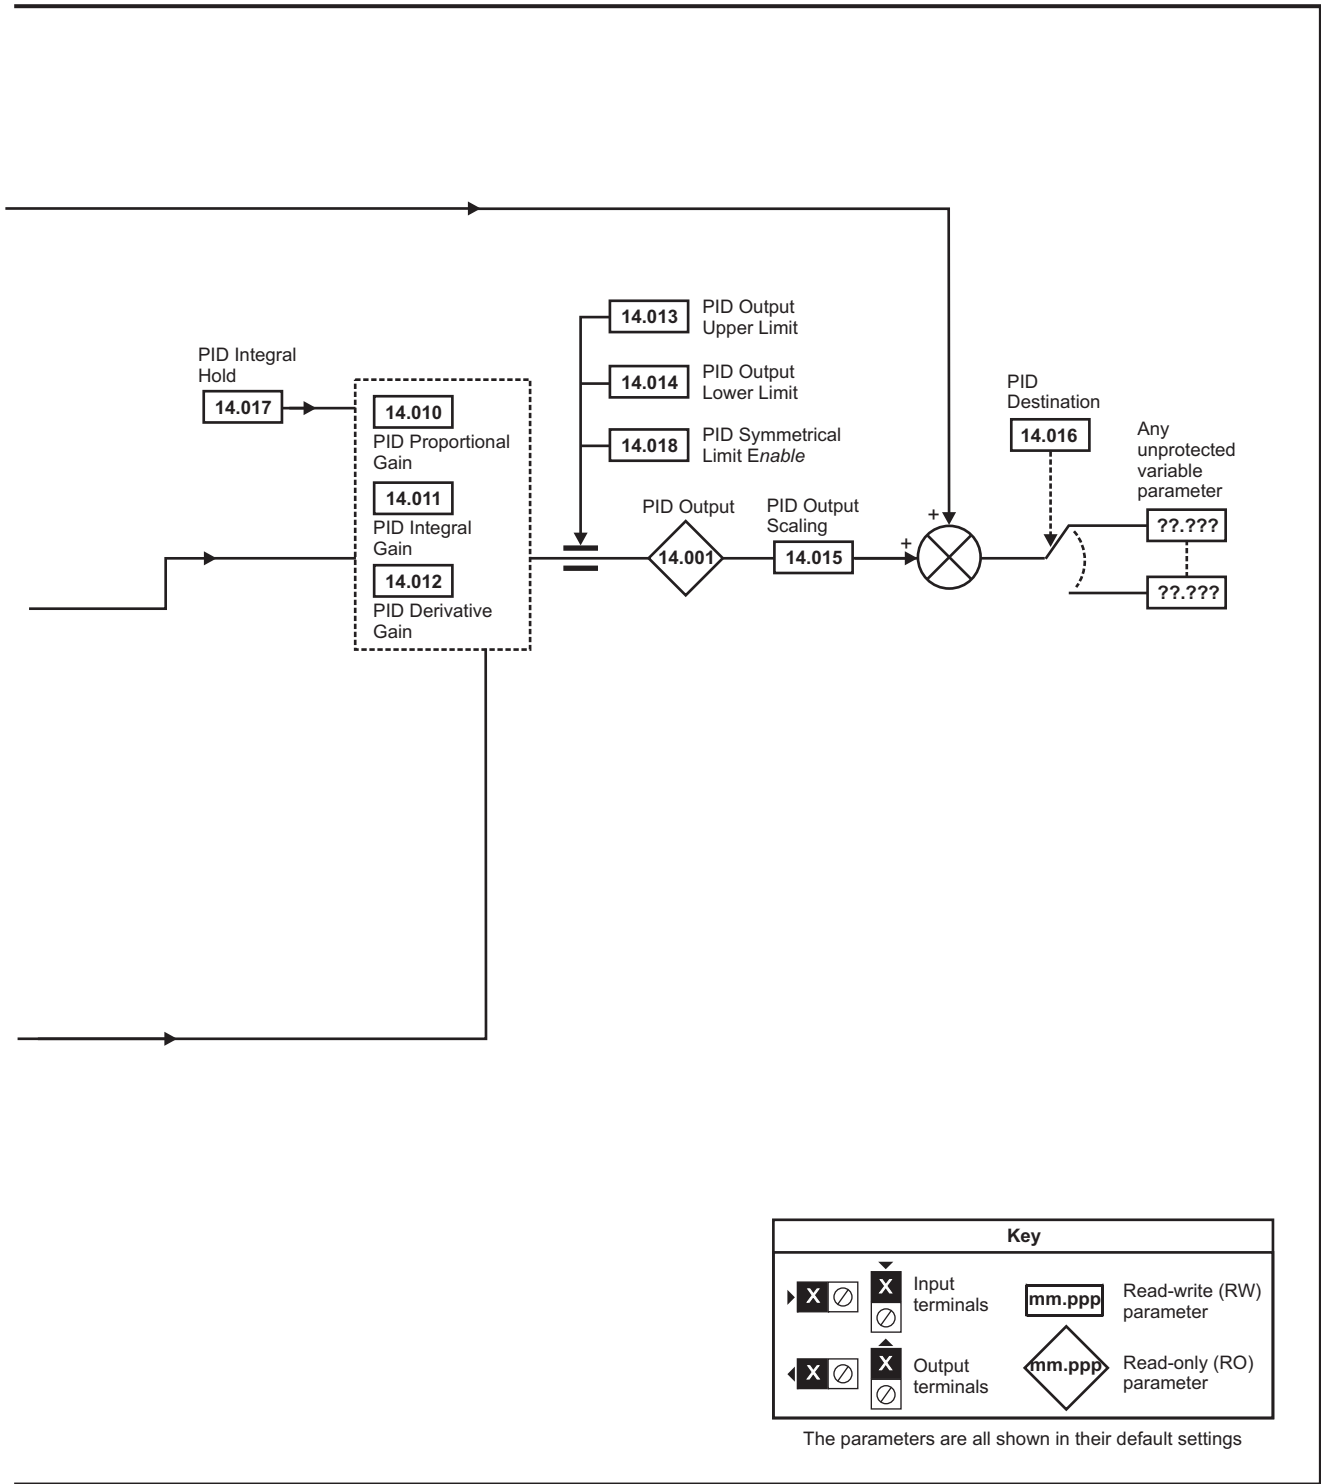 14.013
PID Output
Upper Limit
PID Integral
Hold
14.017
14.014
PID Output
Lower Limit
14.018
PID Symmetrical
Limit Enable
14.010
PID Proportional
Gain
14.011
PID Integral
Gain
14.012
PID Derivative
Gain
PID Output
14.001
PID Output
Scaling
14.015
+
+
PID
Destination
14.016
Any
unprotected
variable
parameter
??.???
??.???
Key
X
X
Input
terminals
mm.ppp
Read-write (RW)
parameter
X
X
Output
terminals
mm.ppp
Read-only (RO)
parameter
The parameters are all shown in their default settings